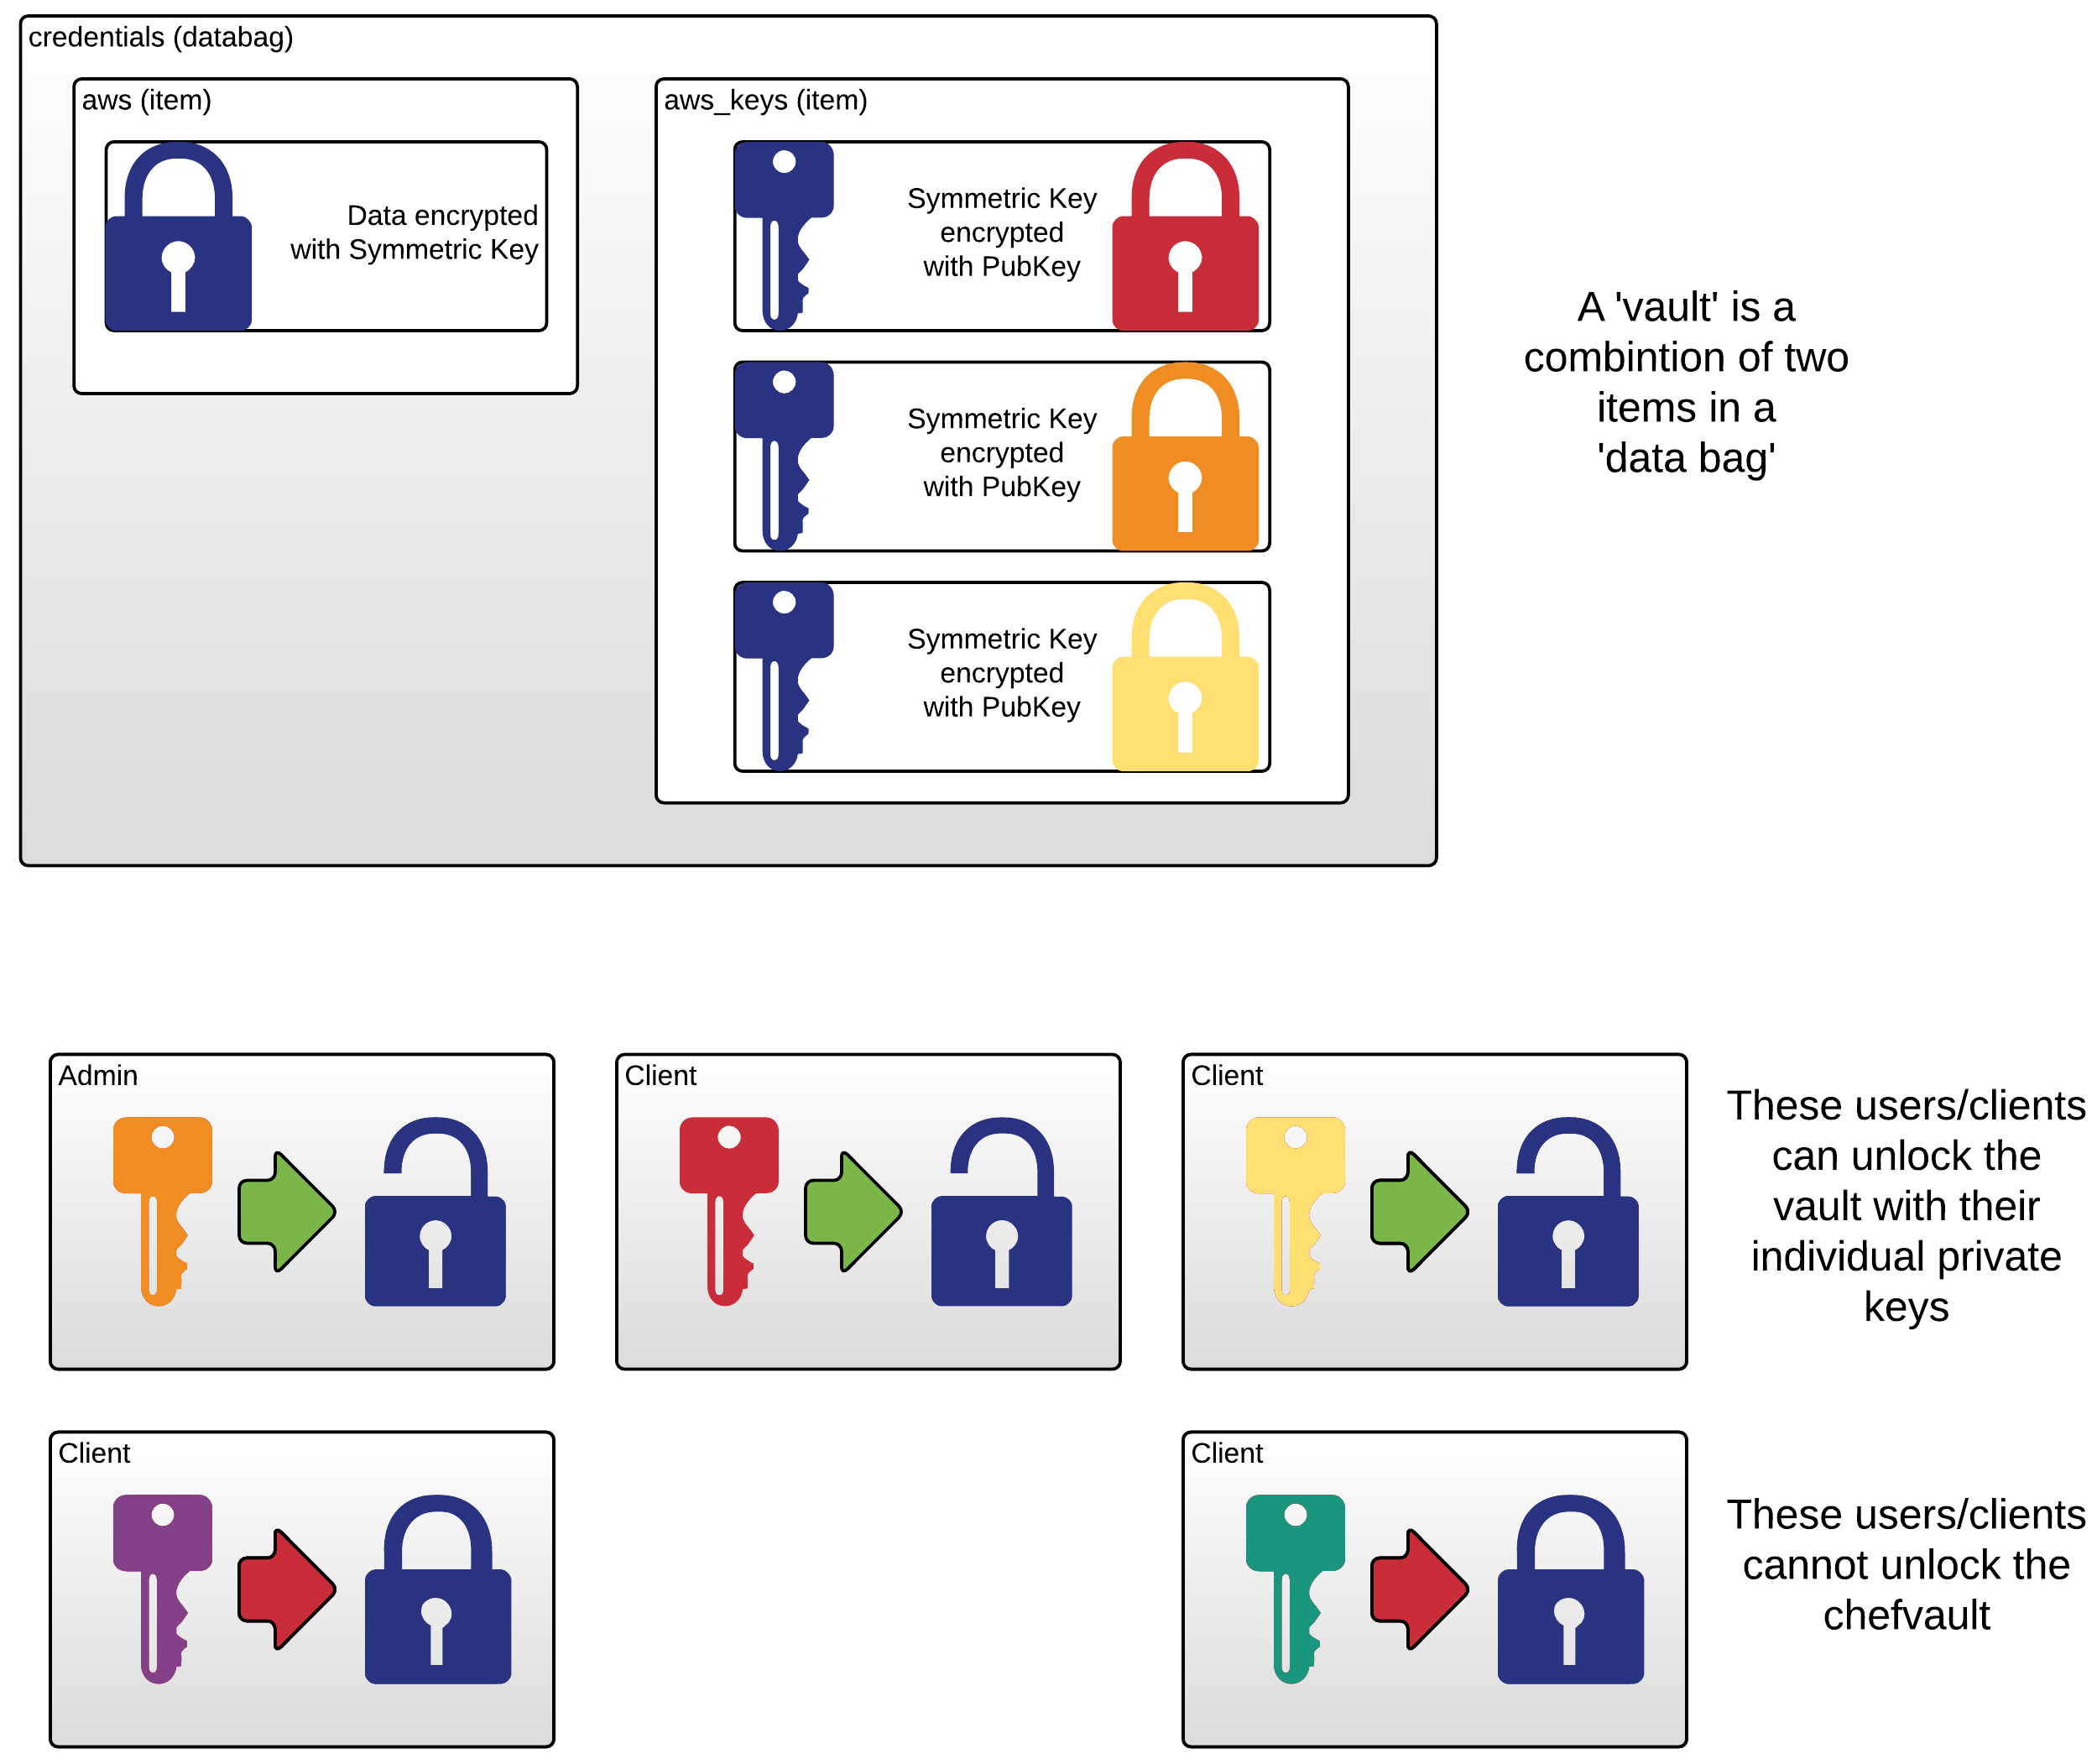 credentials (databag)
aws (item)
Data encrypted
with Symmetric Key
aws_keys (item)
Symmetric Key
encrypted
with PubKey
Symmetric Key
encrypted
with PubKey
Symmetric Key
encrypted
with PubKey
A 'vault' is a
combintion of two
items in a
'data bag'
Admin
Client
Client
These users/clients
can unlock the
vault with their
individual private
keys
Client
Client
These users/clients
cannot unlock the
chefvault